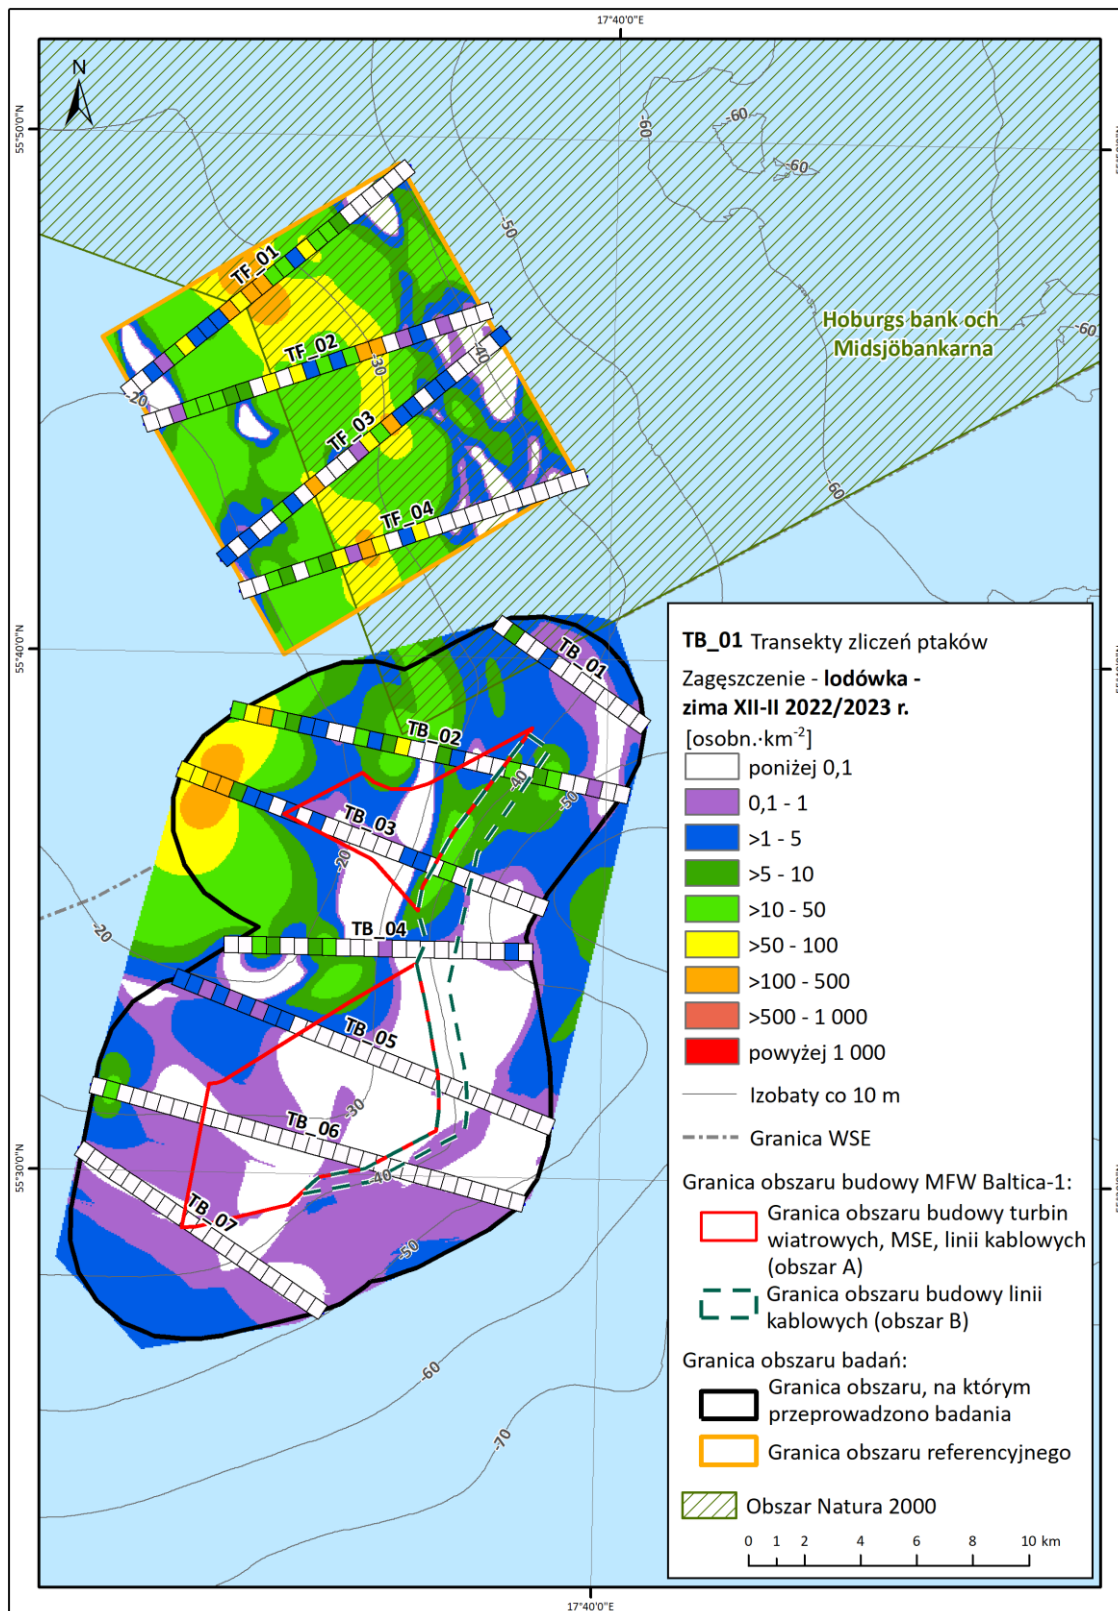 17°40'0"E
N
55°50'0"N
-60
-60
-60
-50
TF_01
Hoburgs bank och
Midsjöbankarna
-60
TF_02
-30
-40
-20
TF_03
-60
TF_04
55°40'0"N
TB_01
TB_02
-40
-50
TB_03
-20
-20
TB_04
TB_05
-30
TB_06
55°30'0"N
-40
TB_07
-50
-60
-70
TB_01 Transekty zliczeń ptaków
Zagęszczenie - lodówka -
zima XII-II 2022/2023 r.
[osobn.·km-2]
poniżej 0,1
0,1 - 1
>1 - 5
>5 - 10
>10 - 50
>50 - 100
>100 - 500
>500 - 1 000
powyżej 1 000
Izobaty co 10 m
Granica WSE
Granica obszaru budowy MFW Baltica-1:
Granica obszaru budowy turbin
wiatrowych, MSE, linii kablowych
(obszar A)
Granica obszaru budowy linii
kablowych (obszar B)
Granica obszaru badań:
Granica obszaru, na którym
przeprowadzono badania
Granica obszaru referencyjnego
Obszar Natura 2000
0 1 2 4 6 8 10 km
17°40'0"E